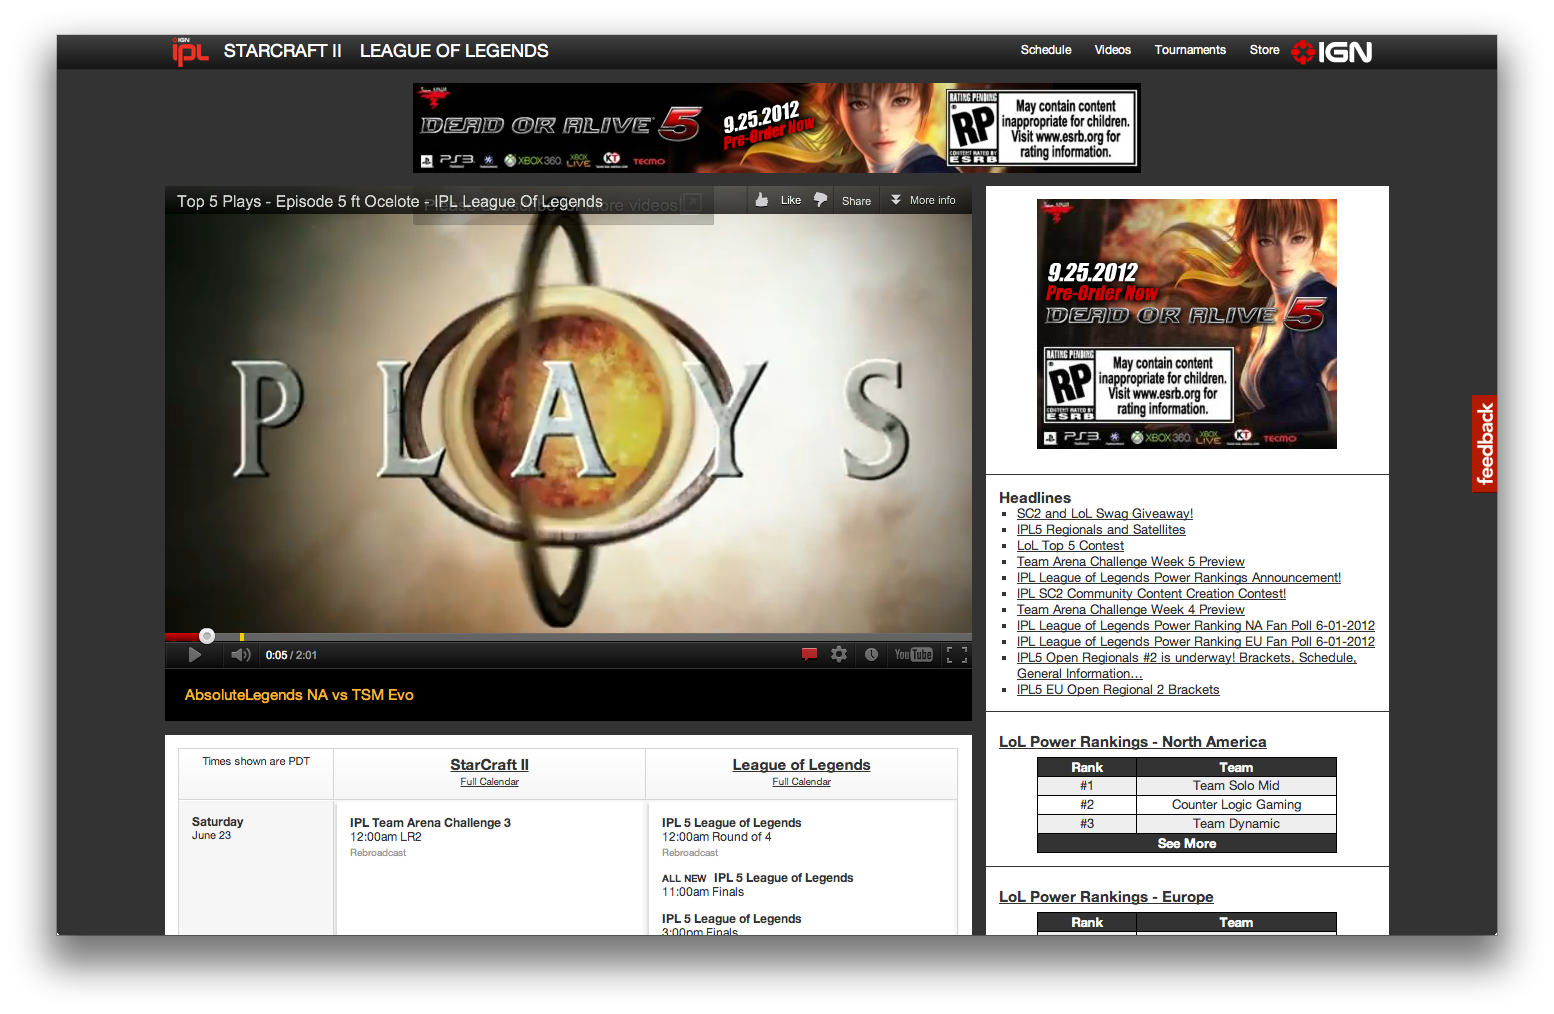 IGN
ipL STARCRAFT II LEAGUE OF LEGENDS Schedule Videos Tournaments Store IGN
DEAD OR ALIVE 5
9.25.2012
Pre-Order Now
PS3 XBOX 360 XBOX LIVE KT TECMO
RATING PENDING
RP
CONTENT RATED BY
ESRB
May contain content
inappropriate for children.
Visit www.esrb.org for
rating information.
Top 5 Plays - Episode 5 ft Ocelote - IPL League Of Legends
Like Share More info
PLAYS
0:05 / 2:01
YouTube
AbsoluteLegends NA vs TSM Evo
Times shown are PDT
StarCraft II
Full Calendar
League of Legends
Full Calendar
Saturday
June 23
IPL Team Arena Challenge 3
12:00am LR2
Rebroadcast
IPL 5 League of Legends
12:00am Round of 4
Rebroadcast
ALL NEW IPL 5 League of Legends
11:00am Finals
IPL 5 League of Legends
3:00pm Finals
9.25.2012
Pre-Order Now
DEAD OR ALIVE 5
RATING PENDING
RP
CONTENT RATED BY
ESRB
May contain content
inappropriate for children.
Visit www.esrb.org for
rating information.
PS3 XBOX 360 XBOX LIVE KT TECMO
feedback
Headlines
SC2 and LoL Swag Giveaway!
IPL5 Regionals and Satellites
LoL Top 5 Contest
Team Arena Challenge Week 5 Preview
IPL League of Legends Power Rankings Announcement!
IPL SC2 Community Content Creation Contest!
Team Arena Challenge Week 4 Preview
IPL League of Legends Power Ranking NA Fan Poll 6-01-2012
IPL League of Legends Power Ranking EU Fan Poll 6-01-2012
IPL5 Open Regionals #2 is underway! Brackets, Schedule,
General Information...
IPL5 EU Open Regional 2 Brackets
LoL Power Rankings - North America
Rank Team
#1 Team Solo Mid
#2 Counter Logic Gaming
#3 Team Dynamic
See More
LoL Power Rankings - Europe
Rank Team